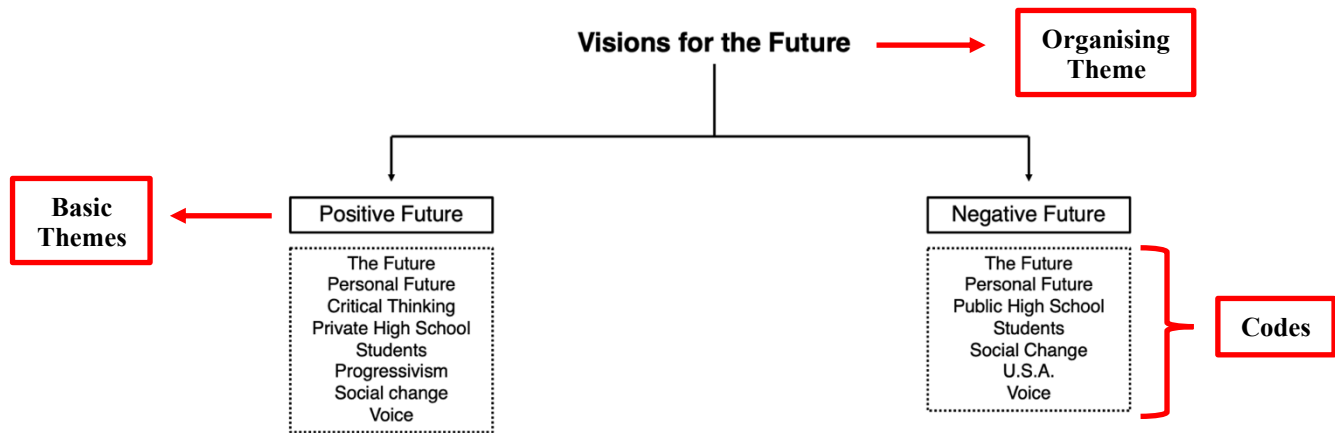 Visions for the Future
Organising
Theme
Basic
Themes
Positive Future
The Future
Personal Future
Critical Thinking
Private High School
Students
Progressivism
Social change
Voice
Negative Future
The Future
Personal Future
Public High School
Students
Social Change
U.S.A.
Voice
Codes